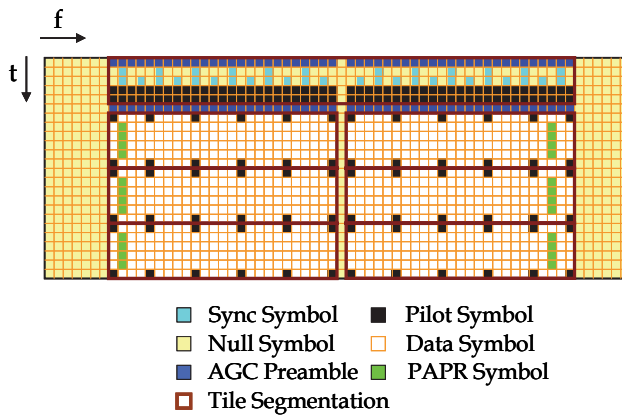 f
t
Sync Symbol
Pilot Symbol
Null Symbol
Data Symbol
AGC Preamble
PAPR Symbol
Tile Segmentation